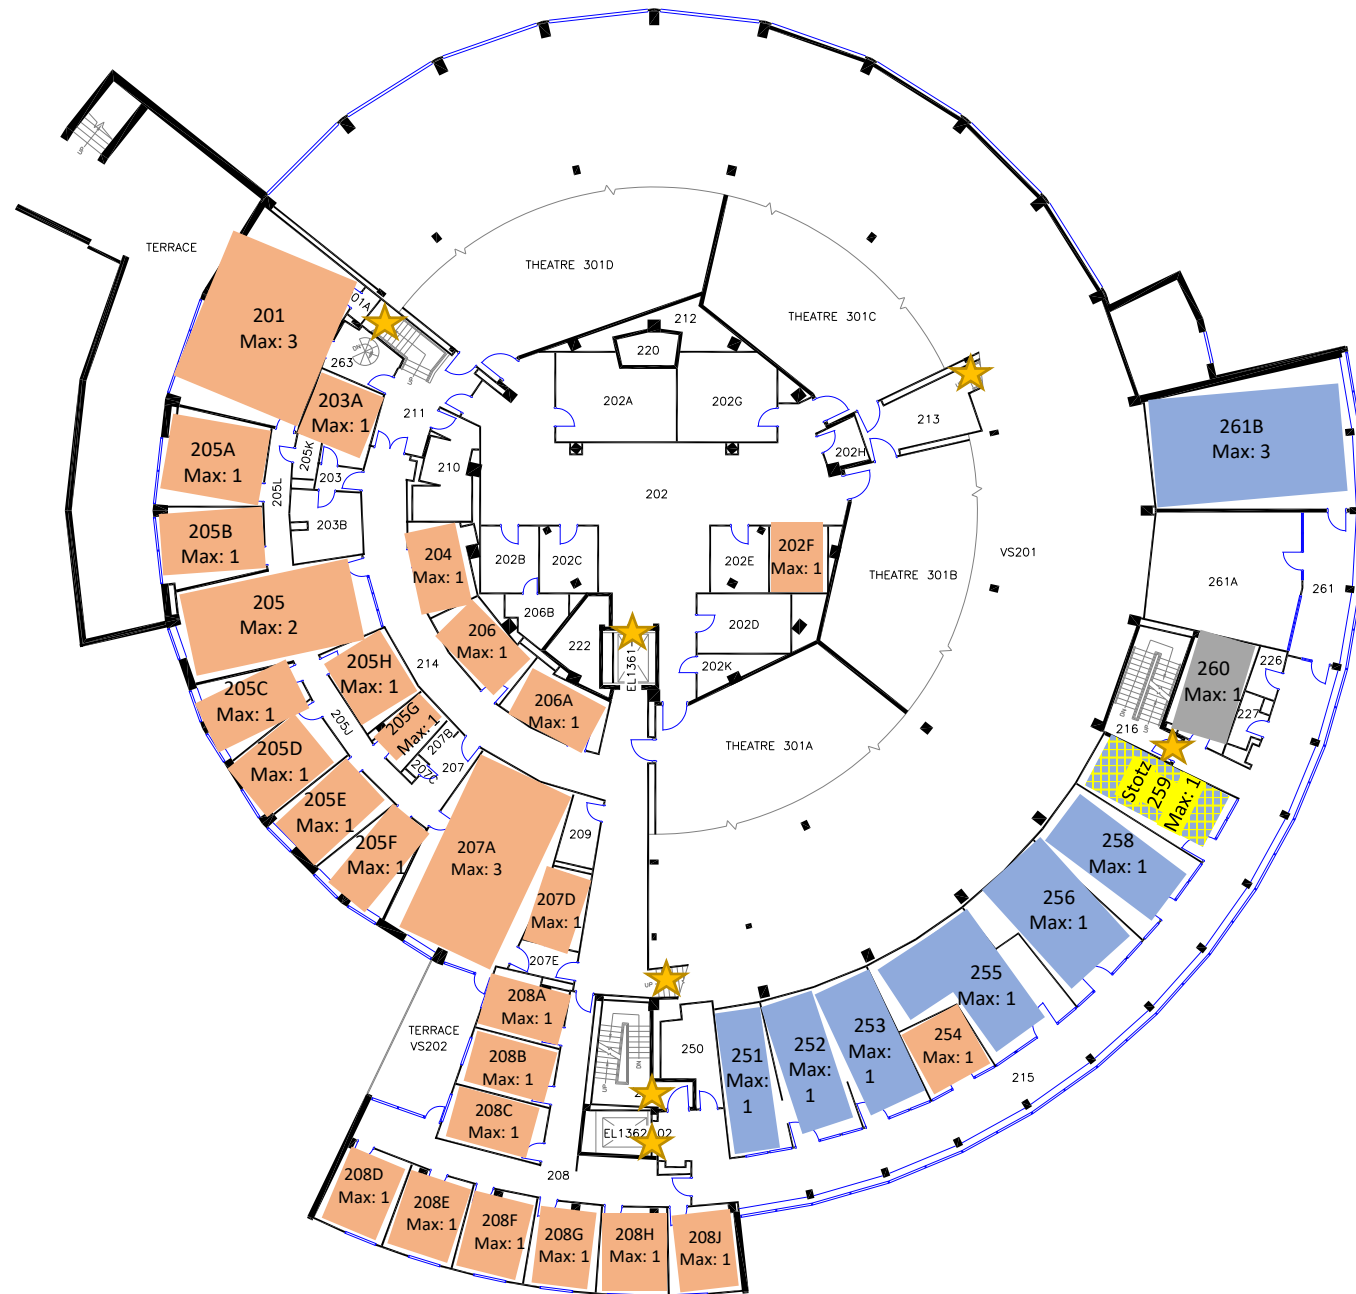 UP
TERRACE
THEATRE 301D
201
Max: 3
01A
212
THEATRE 301C
220
DN
263
UP
203A
Max: 1
211
202A
202G
213
261B
Max: 3
205A
Max: 1
205K
203
205L
210
202H
202
205B
Max: 1
203B
204
Max: 1
202B
202C
202E
202F
Max: 1
THEATRE 301B
VS201
261A
261
205
Max: 2
206B
202D
206
Max: 1
222
EL1361
202K
214
205H
Max: 1
205C
Max: 1
205J
205G
Max: 1
206A
Max: 1
260
Max: 1
226
227
216
205D
Max: 1
207B
207C
207
THEATRE 301A
Stotz
259
Max: 1
205E
Max: 1
205F
Max: 1
207A
Max: 3
209
258
Max: 1
256
Max: 1
207D
Max: 1
207E
255
Max: 1
UP
208A
Max: 1
TERRACE
VS202
208B
Max: 1
208C
Max: 1
DN
UP
250
251
Max:
1
252
Max:
1
253
Max:
1
254
Max: 1
215
EL1362
02
208
208D
Max: 1
208E
Max: 1
208F
Max: 1
208G
Max: 1
208H
Max: 1
208J
Max: 1